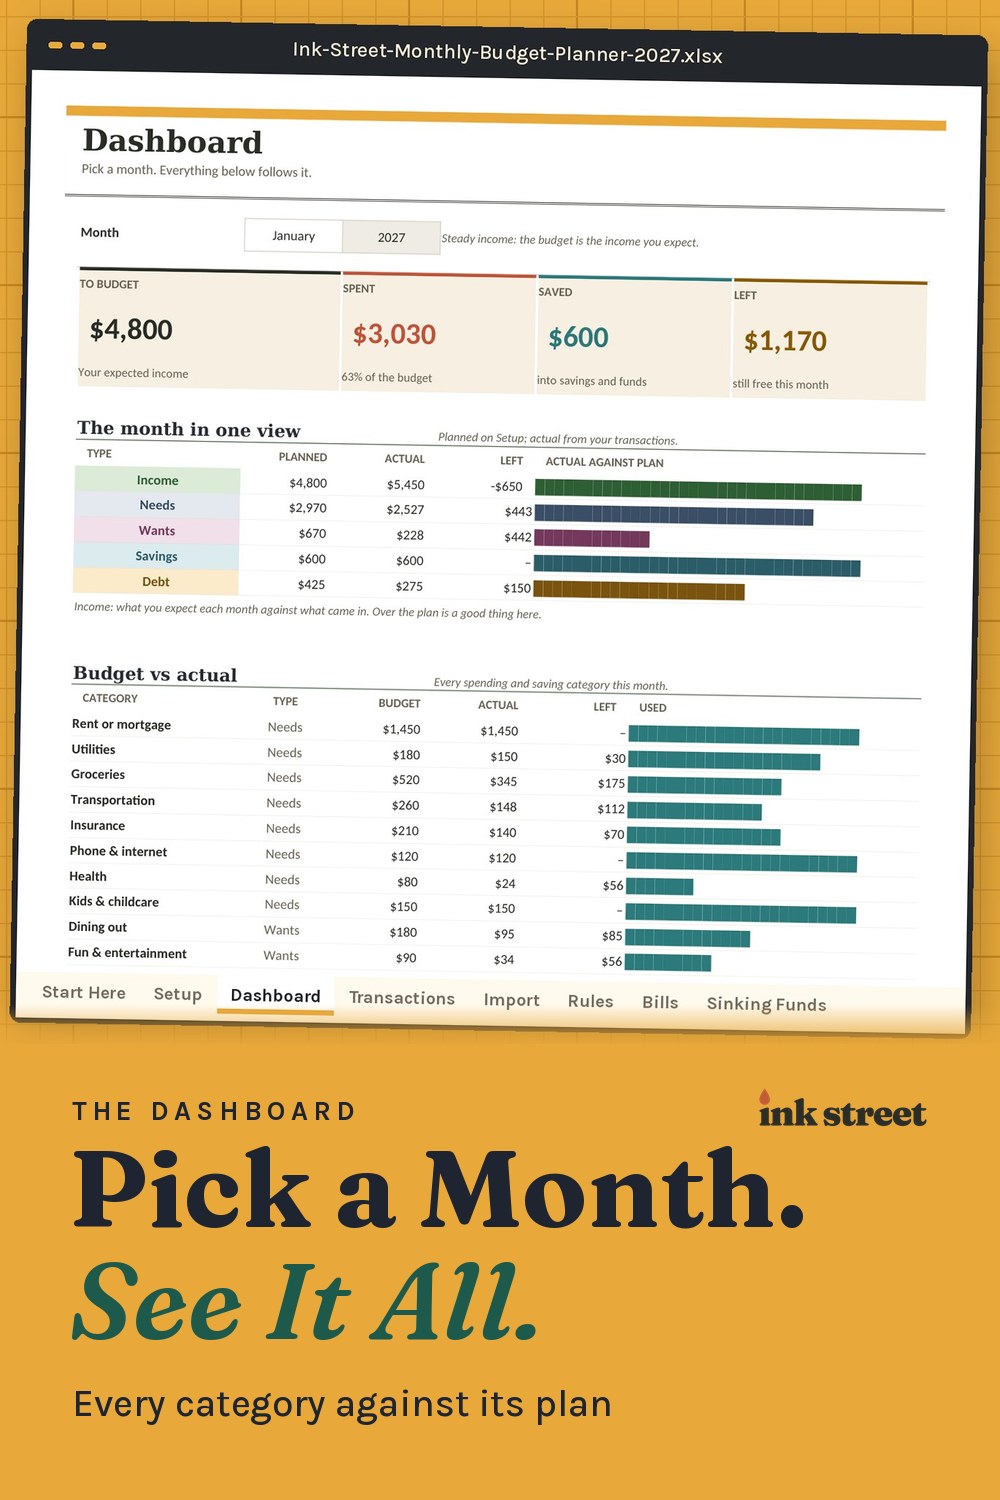 Ink-Street-Monthly-Budget-Planner-2027.xlsx
Dashboard
Pick a month. Everything below follows it.
Month January 2027 Steady income: the budget is the income you expect.
TO BUDGET SPENT SAVED LEFT
$4,800 $3,030 $600 $1,170
Your expected income 63% of the budget into savings and funds still free this month
The month in one view Planned on Setup; actual from your transactions.
TYPE PLANNED ACTUAL LEFT ACTUAL AGAINST PLAN
Income $4,800 $5,450 -$650
Needs $2,970 $2,527 $443
Wants $670 $228 $442
Savings $600 $600 –
Debt $425 $275 $150
Income: what you expect each month against what came in. Over the plan is a good thing here.
Budget vs actual Every spending and saving category this month.
CATEGORY TYPE BUDGET ACTUAL LEFT USED
Rent or mortgage Needs $1,450 $1,450 –
Utilities Needs $180 $150 $30
Groceries Needs $520 $345 $175
Transportation Needs $260 $148 $112
Insurance Needs $210 $140 $70
Phone & internet Needs $120 $120 –
Health Needs $80 $24 $56
Kids & childcare Needs $150 $150 –
Dining out Wants $180 $95 $85
Fun & entertainment Wants $90 $34 $56
Start Here Setup Dashboard Transactions Import Rules Bills Sinking Funds
THE DASHBOARD
ink street
Pick a Month.
See It All.
Every category against its plan